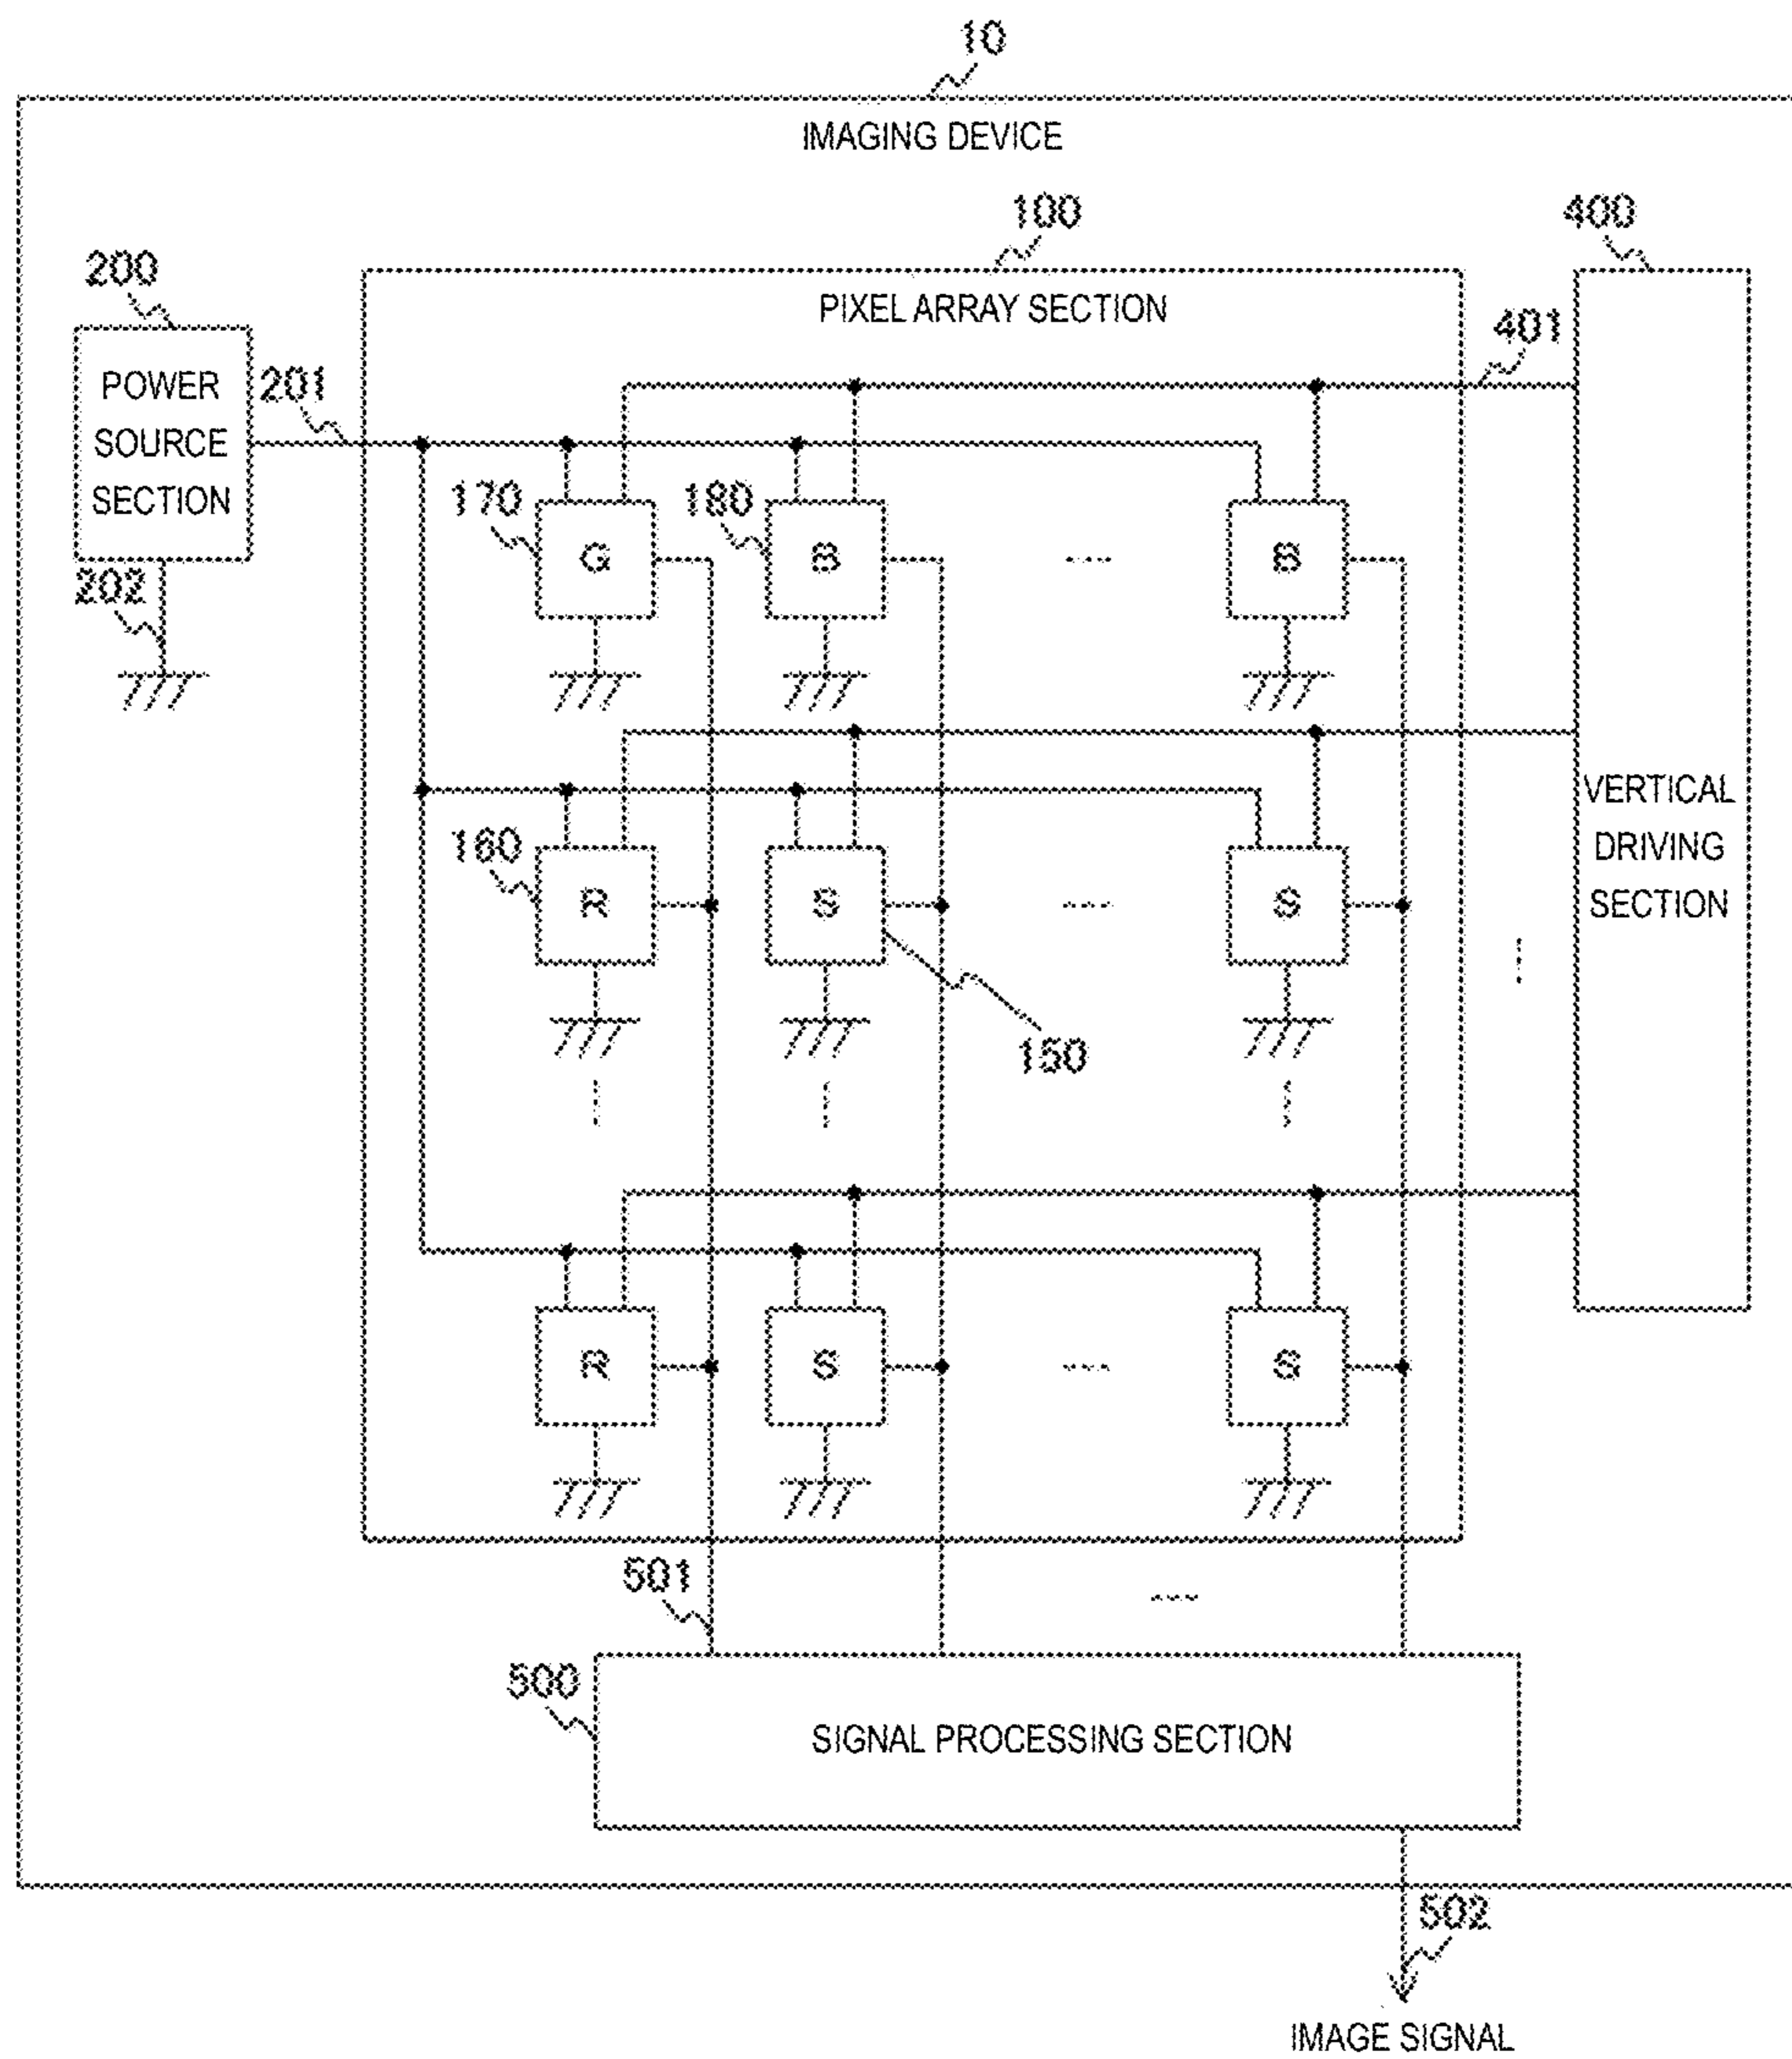 10
IMAGING DEVICE
100
400
200
PIXEL ARRAY SECTION
401
POWER
SOURCE
SECTION
201
170
180
G
B
B
202
VERTICAL
DRIVING
SECTION
160
R
S
S
150
R
S
S
501
500
SIGNAL PROCESSING SECTION
502
IMAGE SIGNAL